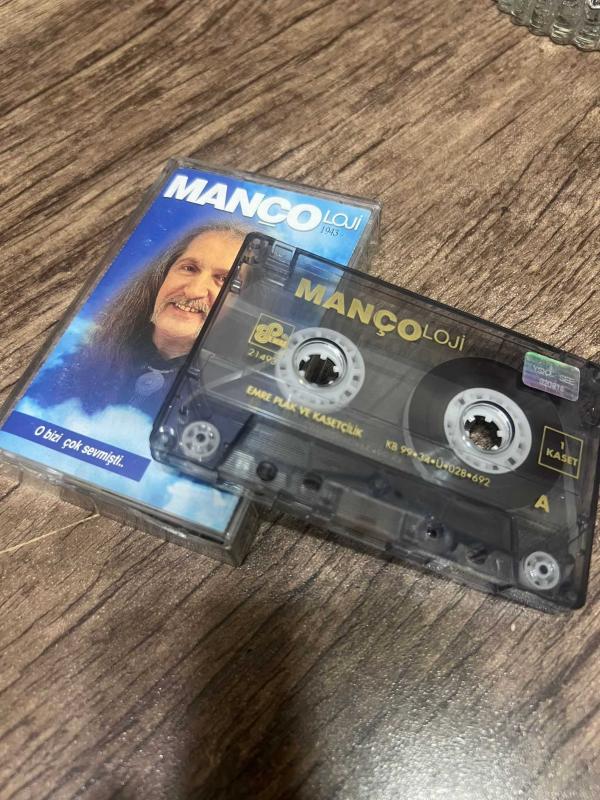 MANÇO LOJİ
1943 -
O bizi çok sevmişti..
MANÇO LOJİ
EMRE PLAK VE KASETÇİLİK
KB 99•34•Ü•028•692
1
KASET
A